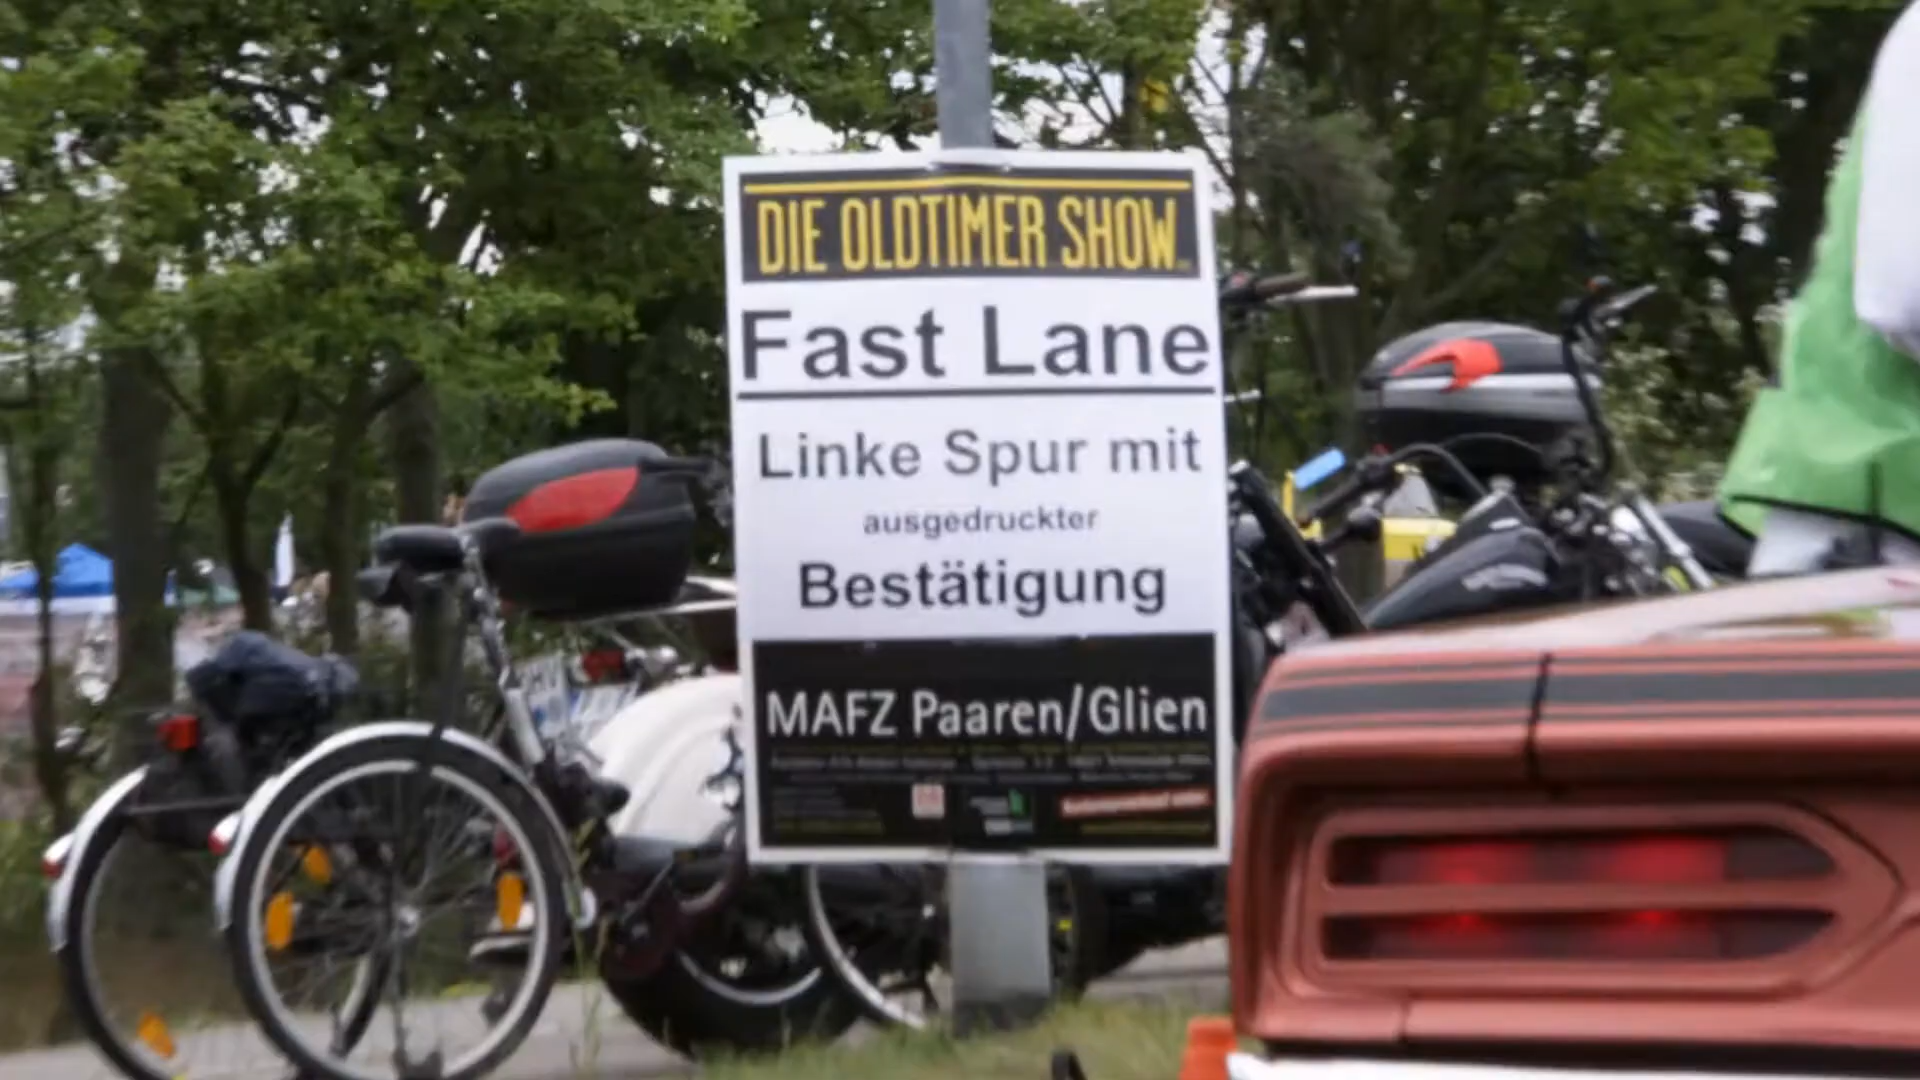 DIE OLDTIMER SHOW
Fast Lane
Linke Spur mit
ausgedruckter
Bestätigung
MAFZ Paaren/Glien